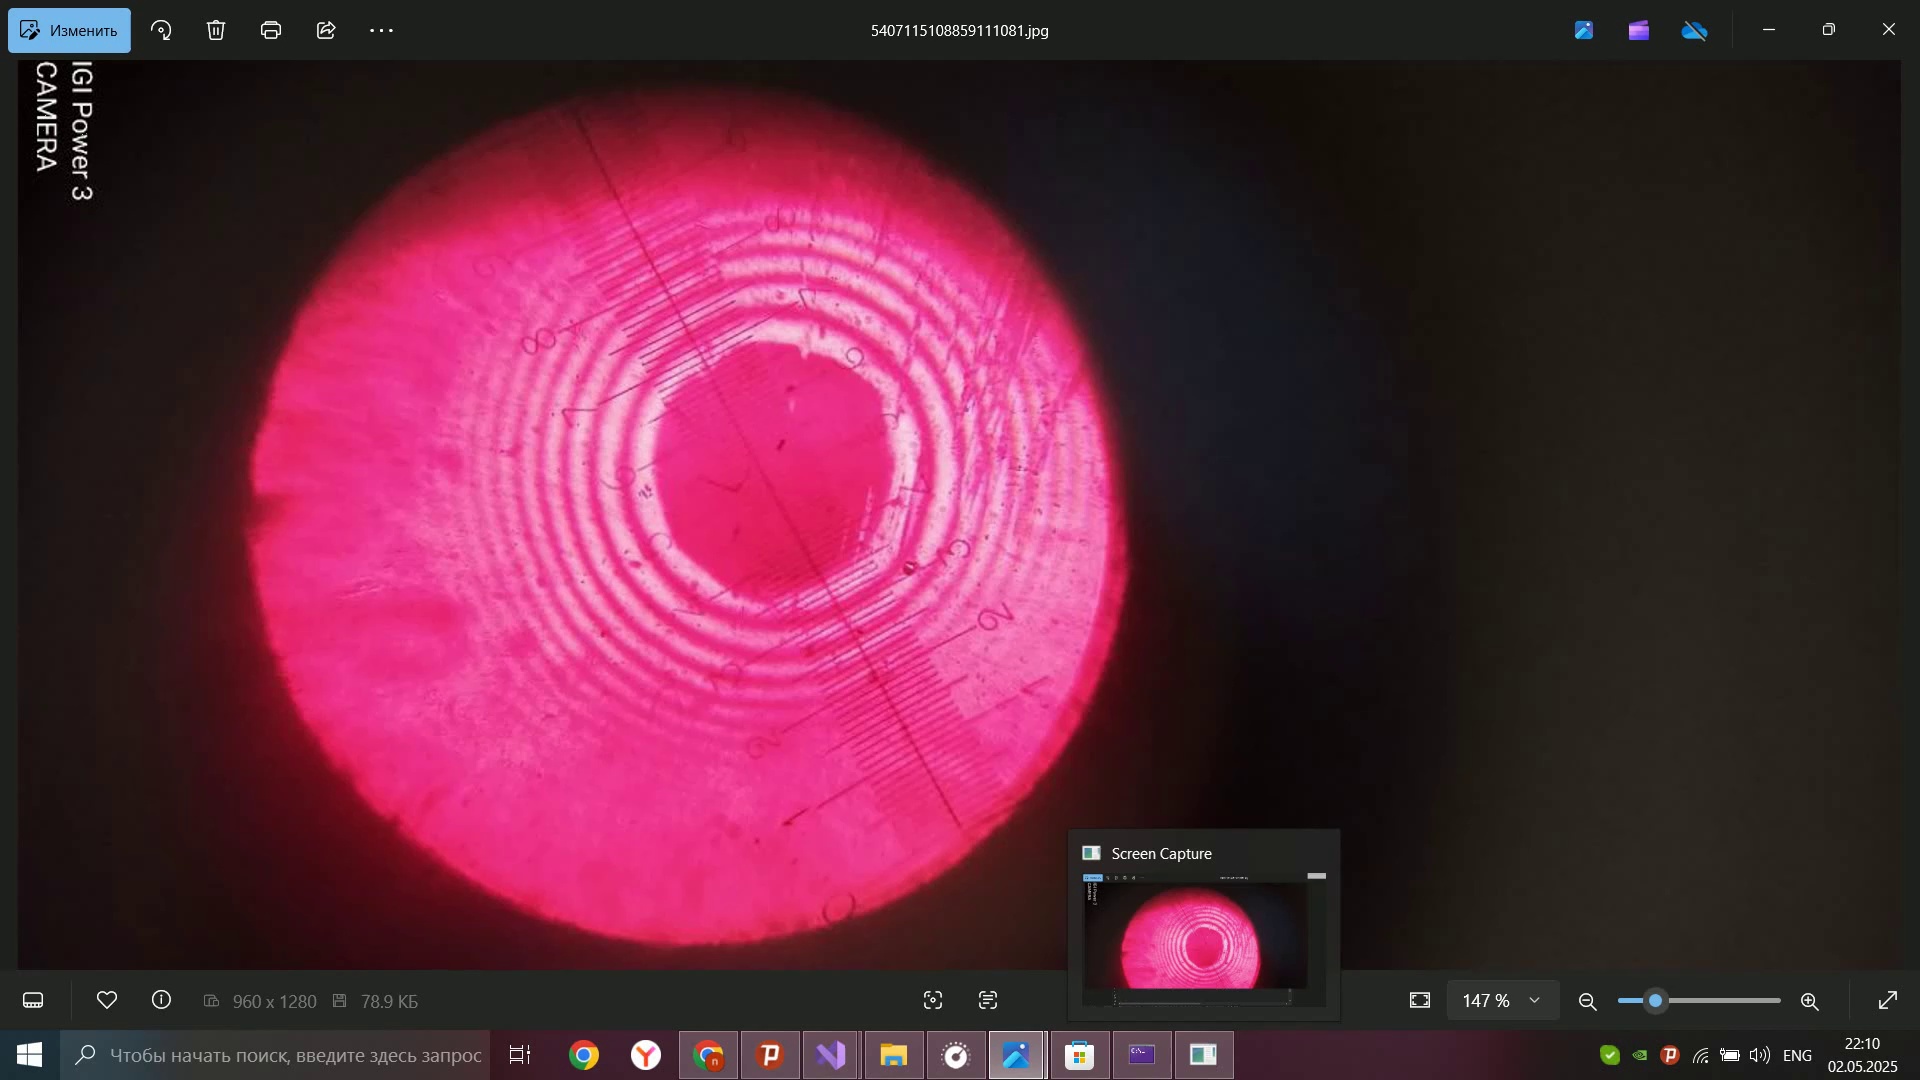 Изменить
5407115108859111081.jpg
IGI Power 3
CAMERA
Screen Capture
960 x 1280
78.9 КБ
147 %
Чтобы начать поиск, введите здесь запрос
ENG
22:10
02.05.2025